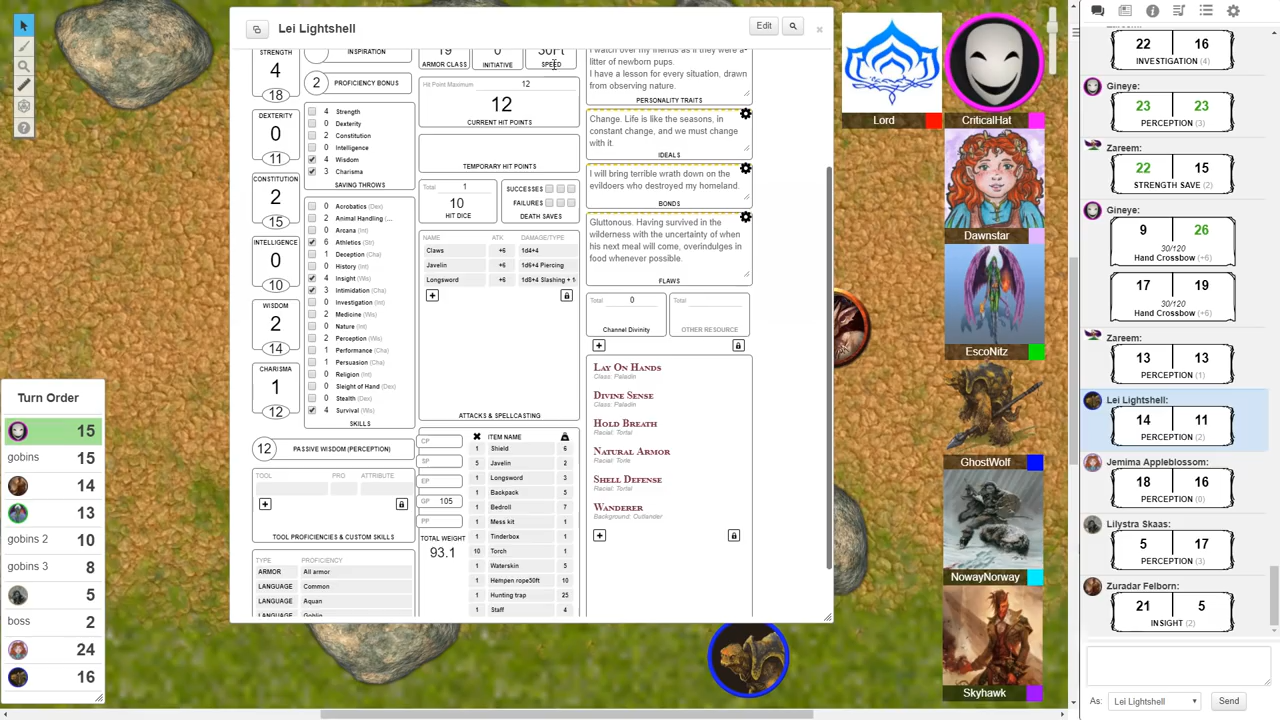 Lei Lightshell
Edit
STRENGTH
4
18
DEXTERITY
0
11
CONSTITUTION
2
15
INTELLIGENCE
0
10
WISDOM
2
14
CHARISMA
1
12
INSPIRATION
2
PROFICIENCY BONUS
4 Strength
0 Dexterity
2 Constitution
0 Intelligence
4 Wisdom
3 Charisma
SAVING THROWS
0 Acrobatics (Dex)
2 Animal Handling (...
0 Arcana (Int)
6 Athletics (Str)
1 Deception (Cha)
0 History (Int)
4 Insight (Wis)
3 Intimidation (Cha)
0 Investigation (Int)
2 Medicine (Wis)
0 Nature (Int)
2 Perception (Wis)
1 Performance (Cha)
1 Persuasion (Cha)
0 Religion (Int)
0 Sleight of Hand (Dex)
0 Stealth (Dex)
4 Survival (Wis)
SKILLS
12 PASSIVE WISDOM (PERCEPTION)
TOOL PRO ATTRIBUTE
TOOL PROFICIENCIES & CUSTOM SKILLS
TYPE PROFICIENCY
ARMOR All armor
LANGUAGE Common
LANGUAGE Aquan
LANGUAGE Goblin
19 0 30Ft
ARMOR CLASS INITIATIVE SPEED
Hit Point Maximum 12
12
CURRENT HIT POINTS
TEMPORARY HIT POINTS
Total 1
10
HIT DICE
SUCCESSES
FAILURES
DEATH SAVES
NAME ATK DAMAGE/TYPE
Claws +6 1d4+4
Javelin +6 1d6+4 Piercing
Longsword +6 1d8+4 Slashing + 1
ATTACKS & SPELLCASTING
CP
SP
EP
GP 105
PP
TOTAL WEIGHT
93.1
ITEM NAME
1 Shield 6
5 Javelin 2
1 Longsword 3
1 Backpack 5
1 Bedroll 7
1 Mess kit 1
1 Tinderbox 1
10 Torch 1
1 Waterskin 5
1 Hempen rope30ft 10
1 Hunting trap 25
1 Staff 4
I watch over my friends as if they were a
litter of newborn pups.
I have a lesson for every situation, drawn
from observing nature.
PERSONALITY TRAITS
Change. Life is like the seasons, in
constant change, and we must change
with it.
IDEALS
I will bring terrible wrath down on the
evildoers who destroyed my homeland.
BONDS
Gluttonous. Having survived in the
wilderness with the uncertainty of when
his next meal will come, overindulges in
food whenever possible.
FLAWS
Total 0
Channel Divinity
Total
OTHER RESOURCE
LAY ON HANDS
Class: Paladin
DIVINE SENSE
Class: Paladin
HOLD BREATH
Racial: Tortal
NATURAL ARMOR
Racial: Torle
SHELL DEFENSE
Racial: Tortal
WANDERER
Background: Outlander
Turn Order
15
gobins 15
14
13
gobins 2 10
gobins 3 8
5
boss 2
24
16
Lord
CriticalHat
Dawnstar
EscoNitz
GhostWolf
NowayNorway
Skyhawk
22 16
INVESTIGATION (4)
Gineye:
23 23
PERCEPTION (3)
Zareem:
22 15
STRENGTH SAVE (2)
Gineye:
9 26
30/120
Hand Crossbow (+6)
17 19
30/120
Hand Crossbow (+6)
Zareem:
13 13
PERCEPTION (1)
Lei Lightshell:
14 11
PERCEPTION (2)
Jemima Appleblossom:
18 16
PERCEPTION (0)
Lilystra Skaas:
5 17
PERCEPTION (3)
Zuradar Felborn:
21 5
INSIGHT (2)
As: Lei Lightshell
Send